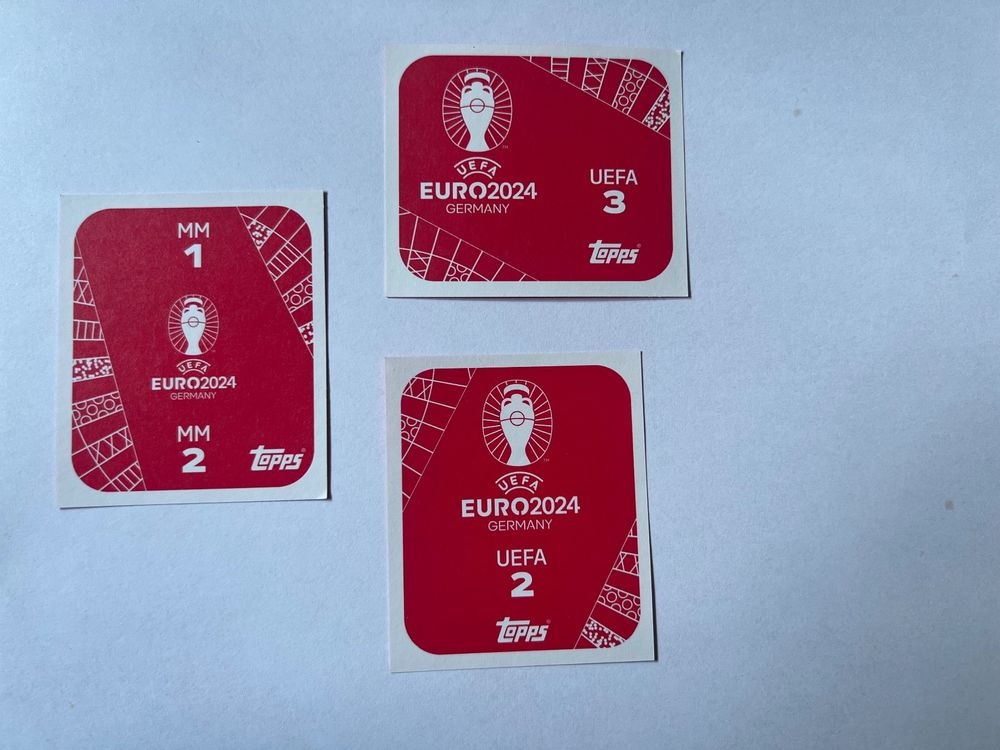 MM
1
UEFA
EURO2024
GERMANY
MM
2
Topps
UEFA
EURO2024
GERMANY
UEFA
3
Topps
UEFA
EURO2024
GERMANY
UEFA
2
Topps